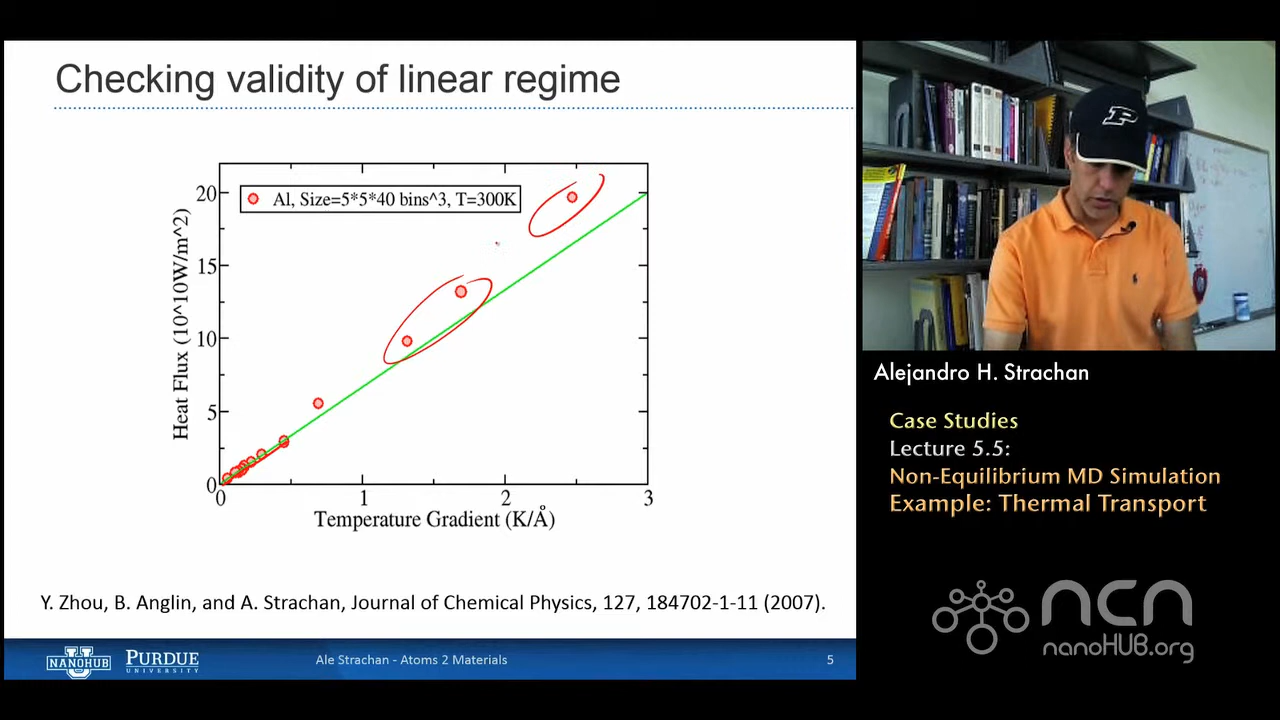 Checking validity of linear regime
Al, Size=5*5*40 bins^3, T=300K
Heat Flux (10^10W/m^2)
20
15
10
5
0
0 1 2 3
Temperature Gradient (K/Å)
Y. Zhou, B. Anglin, and A. Strachan, Journal of Chemical Physics, 127, 184702-1-11 (2007).
NANOHUB
U
PURDUE
UNIVERSITY
Ale Strachan - Atoms 2 Materials
5
P
Alejandro H. Strachan
Case Studies
Lecture 5.5:
Non-Equilibrium MD Simulation
Example: Thermal Transport
ncn
nanoHUB.org